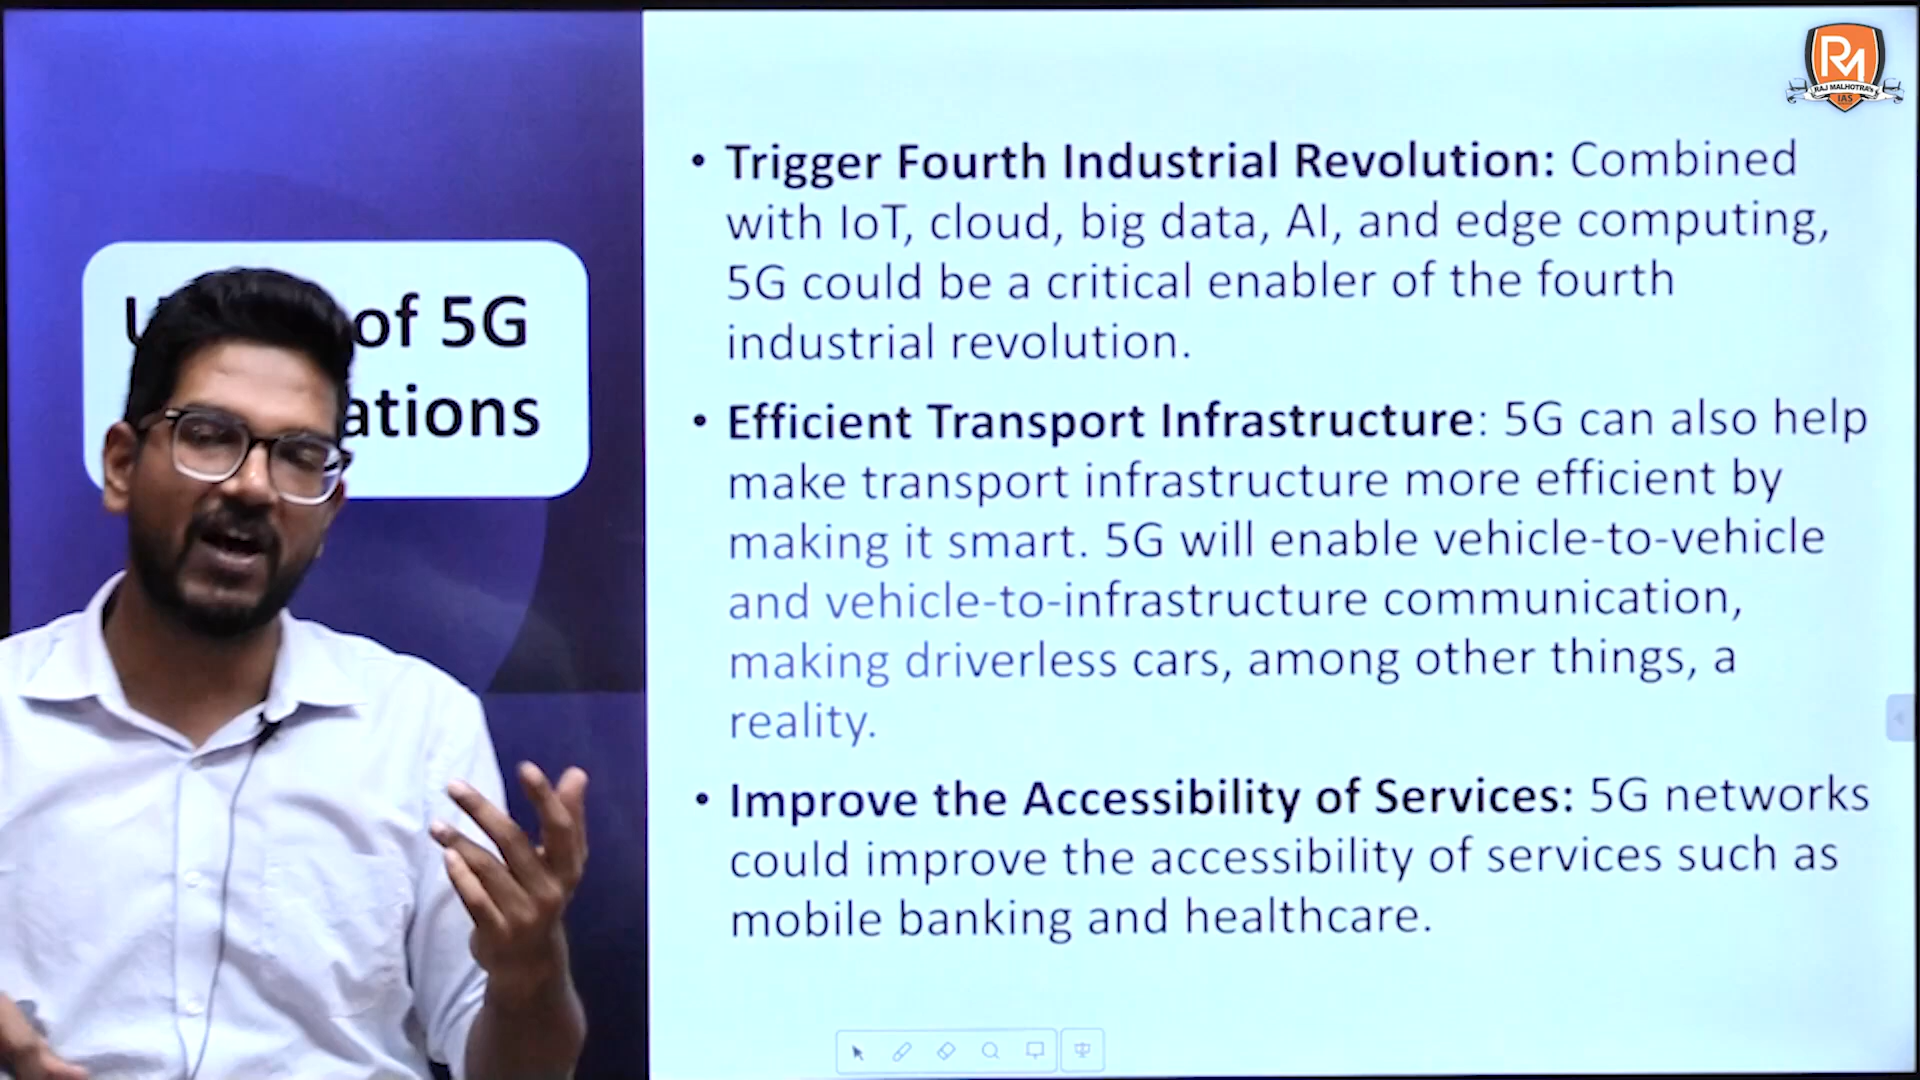 of 5G
RM
RAJ MALHOTRA's
IAS
• Trigger Fourth Industrial Revolution: Combined
with IoT, cloud, big data, AI, and edge computing,
5G could be a critical enabler of the fourth
industrial revolution.
• Efficient Transport Infrastructure: 5G can also help
make transport infrastructure more efficient by
making it smart. 5G will enable vehicle-to-vehicle
and vehicle-to-infrastructure communication,
making driverless cars, among other things, a
reality.
• Improve the Accessibility of Services: 5G networks
could improve the accessibility of services such as
mobile banking and healthcare.